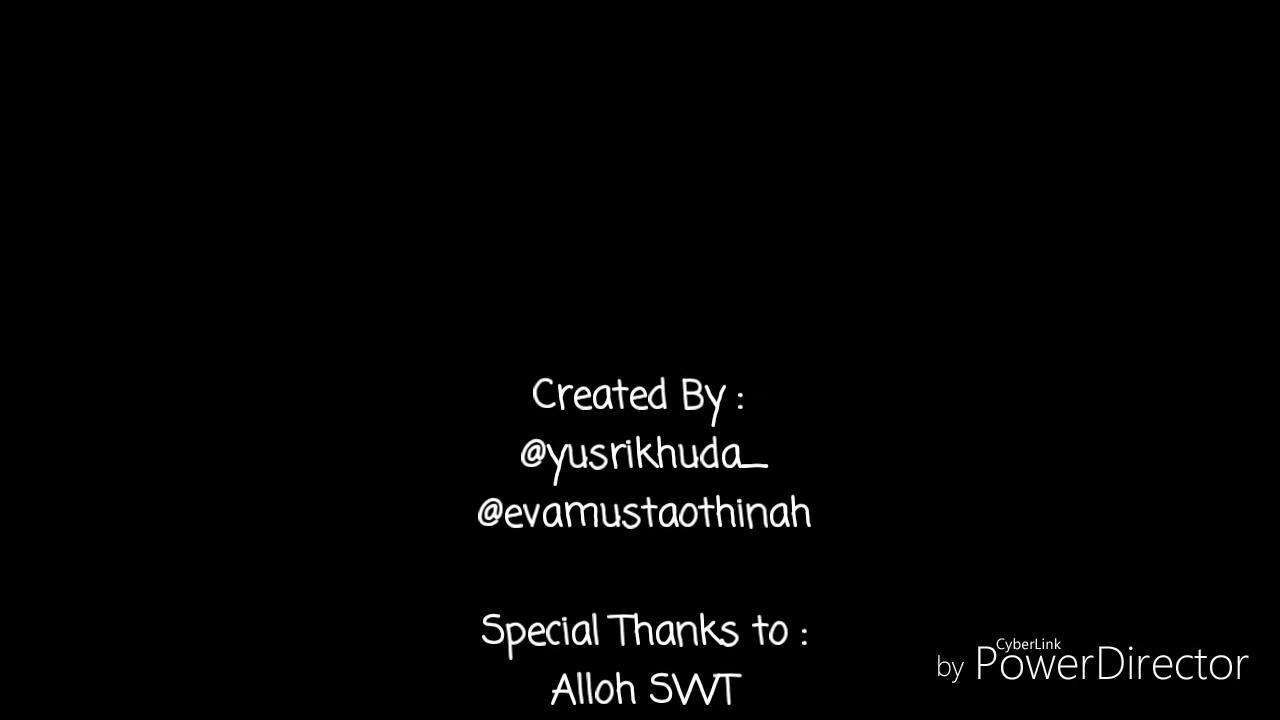 Created By :
@yusrikhuda_
@evamustaothinah
Special Thanks to :
Alloh SWT
CyberLink
by PowerDirector